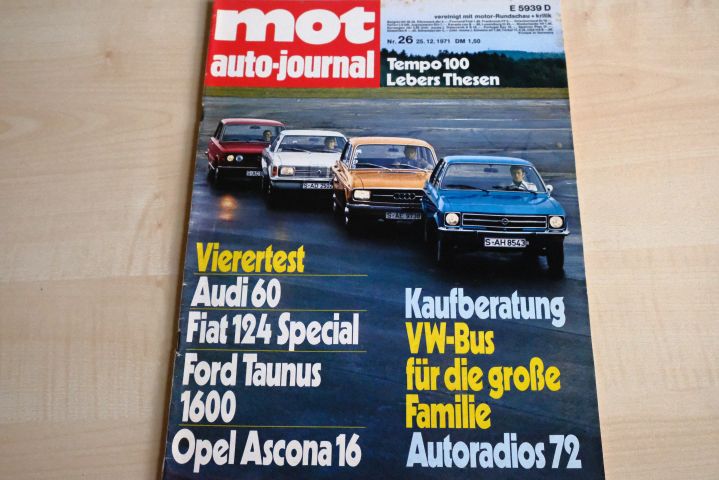 mot
auto-journal
E 5939 D
vereinigt mit motor-Rundschau + kritik
Nr. 26 25.12.1971 DM 1,50
Tempo 100
Lebers Thesen
S-AH 8543
Vierertest
Audi 60
Fiat 124 Special
Ford Taunus
1600
Opel Ascona 16
Kaufberatung
VW-Bus
für die große
Familie
Autoradios 72